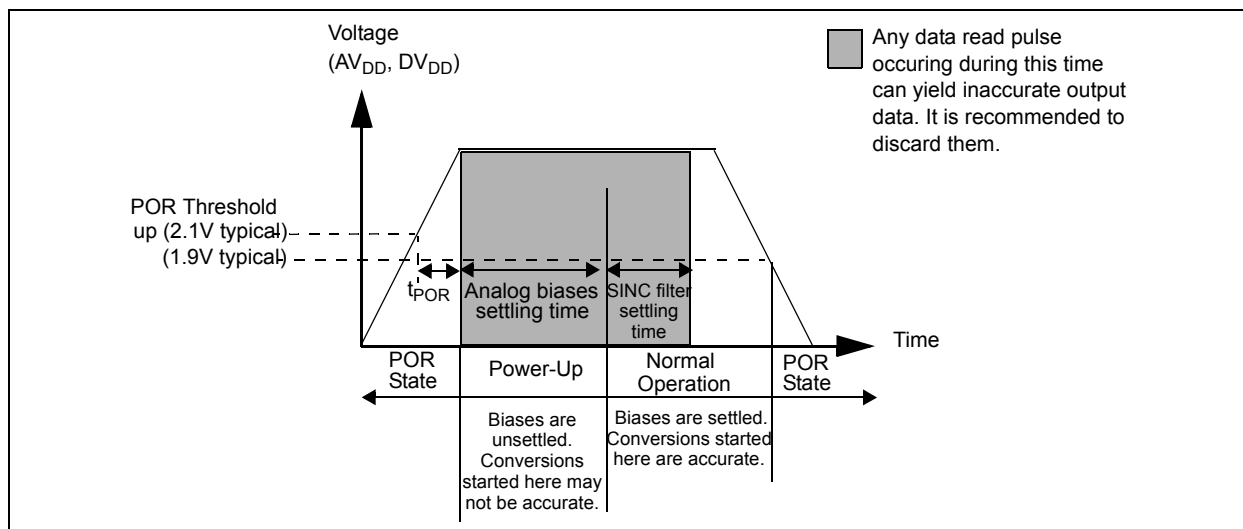 Voltage
(AVDD, DVDD)
Any data read pulse
occuring during this time
can yield inaccurate output
data. It is recommended to
discard them.
POR Threshold
up (2.1V typical)
(1.9V typical)
tPOR
Analog biases
settling time
SINC filter
settling
time
Time
POR
State
Power-Up
Normal
Operation
POR
State
Biases are
unsettled.
Conversions
started here may
not be accurate.
Biases are settled.
Conversions started
here are accurate.